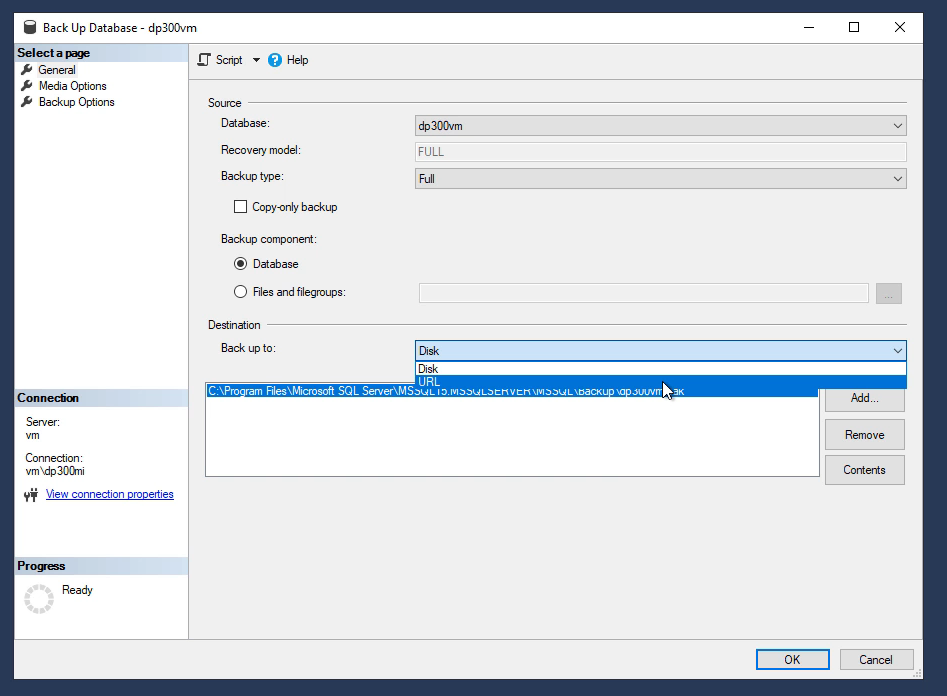 Back Up Database - dp300vm
Select a page
General
Media Options
Backup Options
Script
Help
Source
Database:
dp300vm
Recovery model:
FULL
Backup type:
Full
Copy-only backup
Backup component:
Database
Files and filegroups:
...
Destination
Back up to:
Disk
Disk
URL
C:\Program Files\Microsoft SQL Server\MSSQL15.MSSQLSERVER\MSSQL\Backup\dp300vm
Add...
Remove
Contents
Connection
Server:
vm
Connection:
vm\dp300mi
View connection properties
Progress
Ready
OK
Cancel